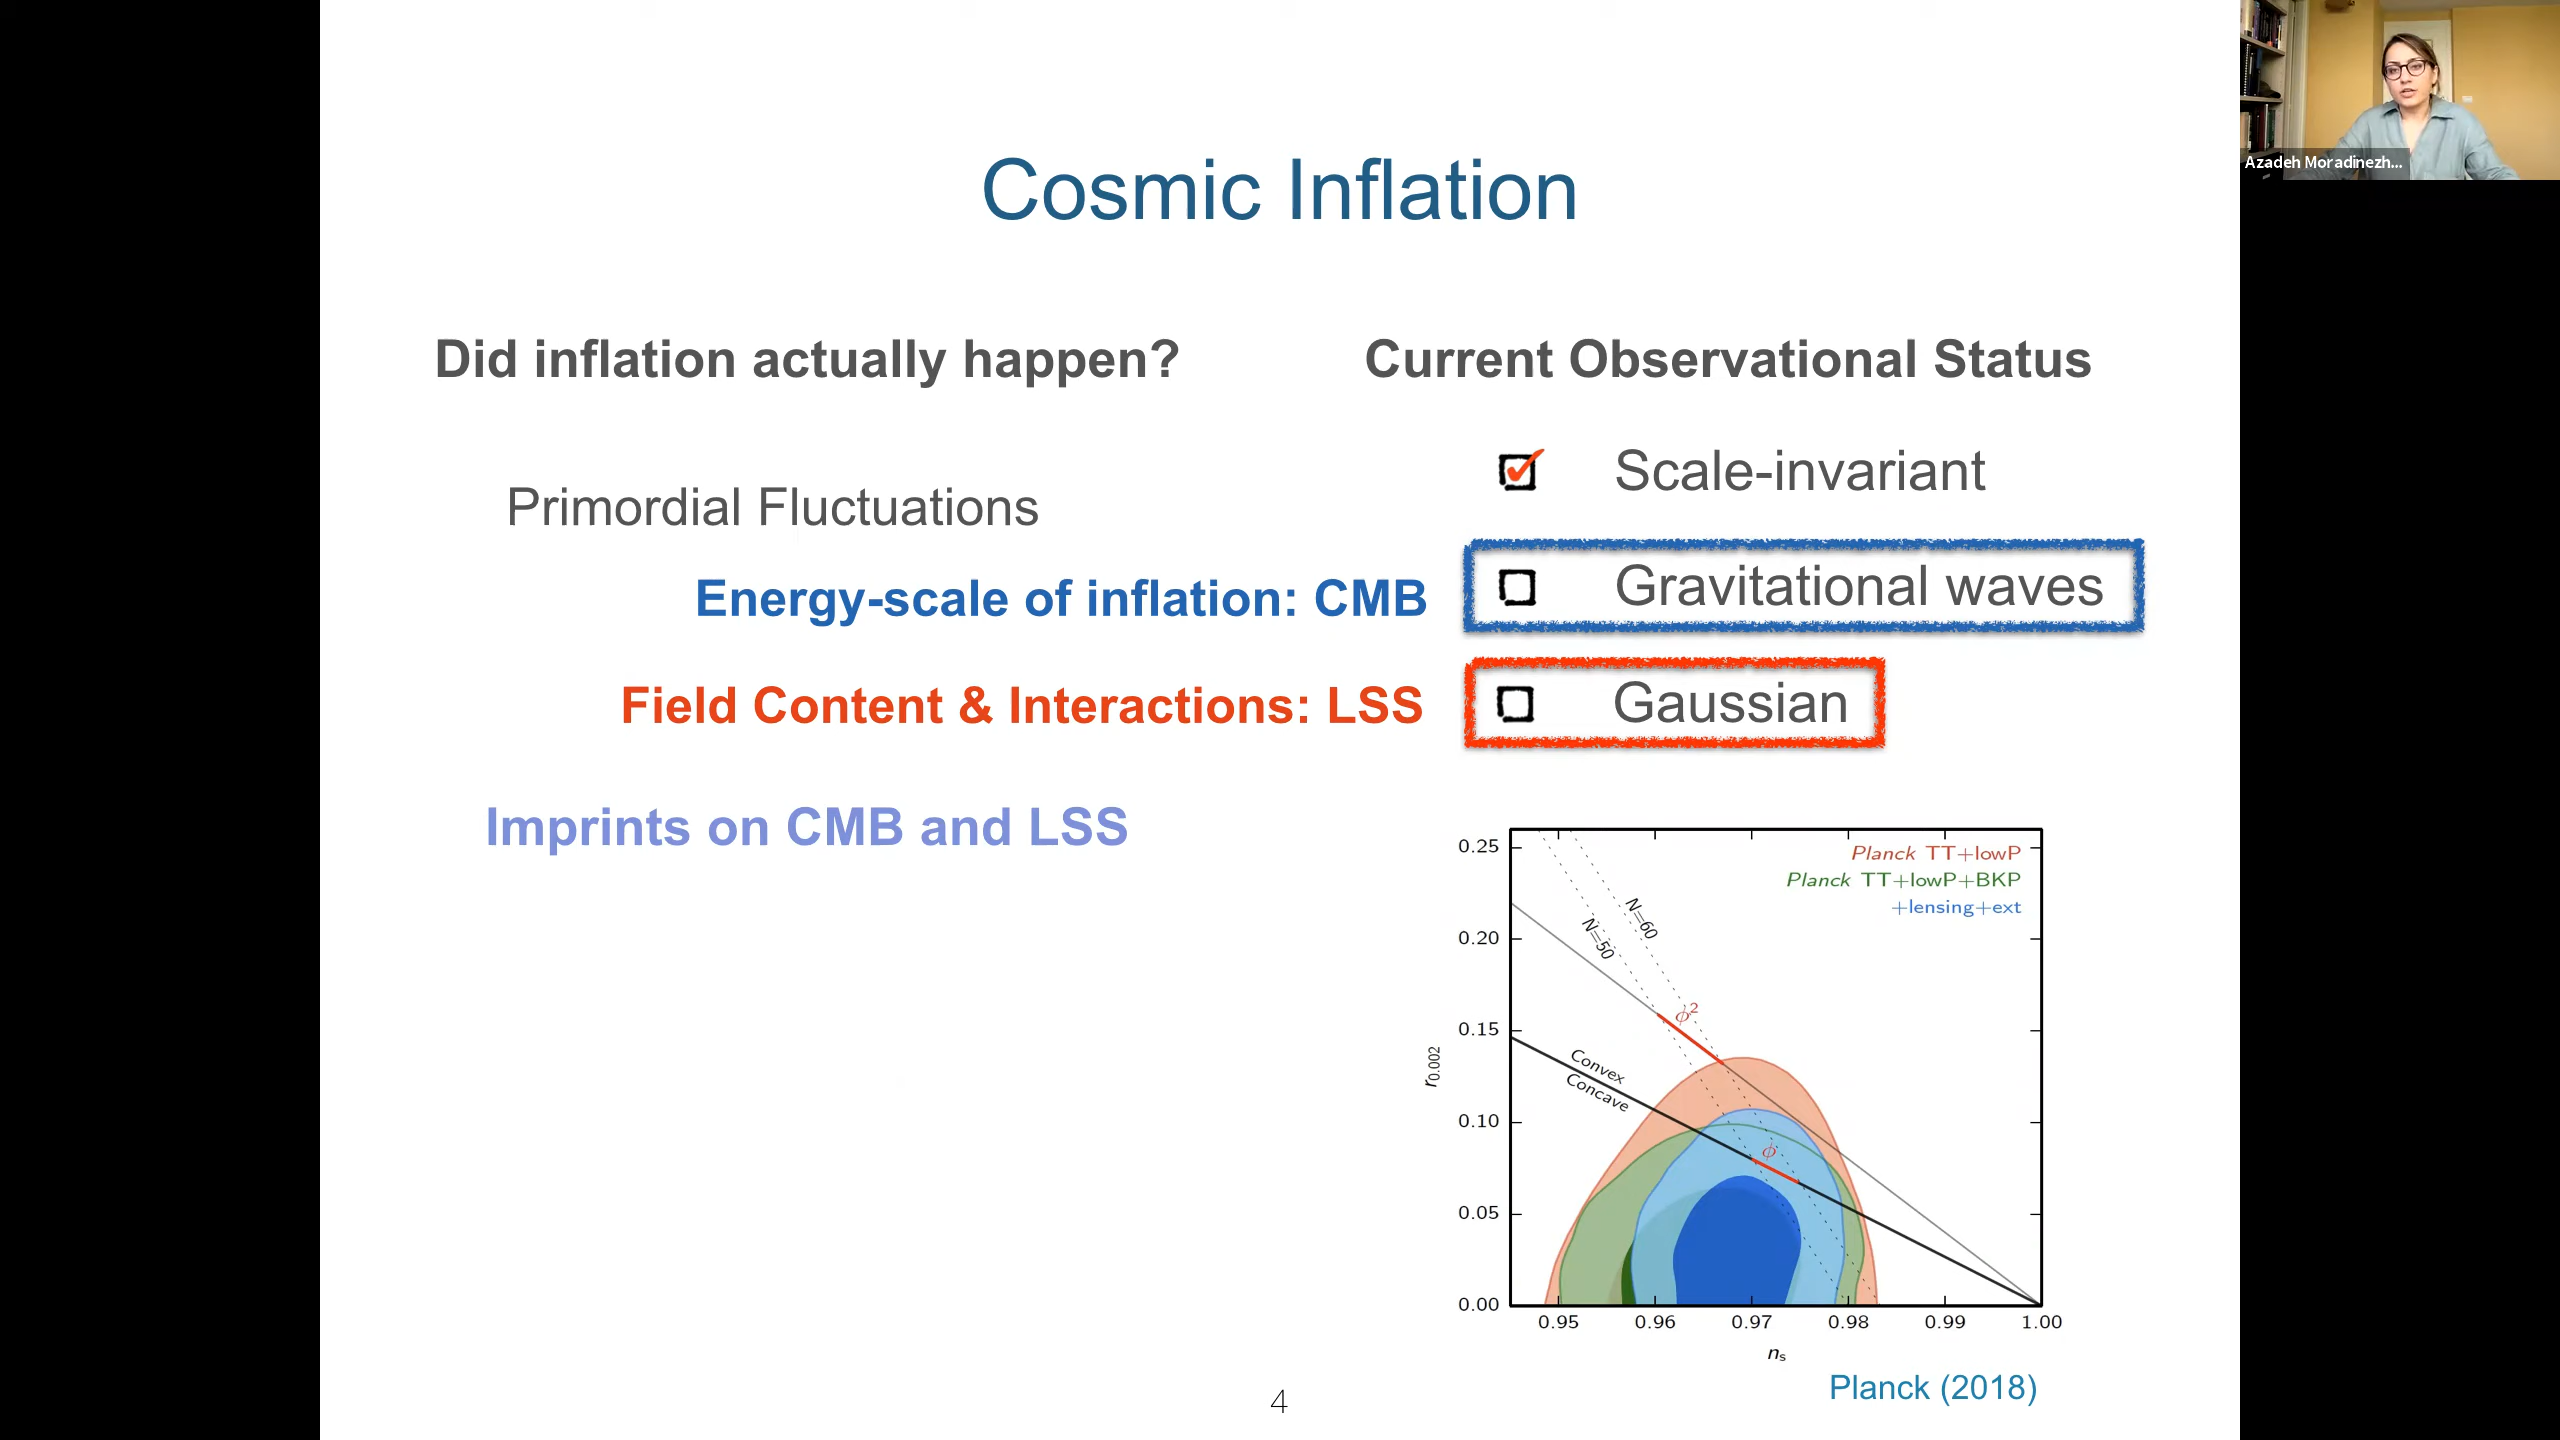 Azadeh Moradinezh...
Cosmic Inflation
Did inflation actually happen?
Current Observational Status
Primordial Fluctuations
Scale-invariant
Energy-scale of inflation: CMB
Gravitational waves
Field Content & Interactions: LSS
Gaussian
Imprints on CMB and LSS
Planck TT+lowP
Planck TT+lowP+BKP
+lensing+ext
N=60
N=50
ϕ²
Convex
Concave
ϕ
0.25
0.20
0.15
0.10
0.05
0.00
r₀.₀₀₂
0.95 0.96 0.97 0.98 0.99 1.00
nₛ
Planck (2018)
4